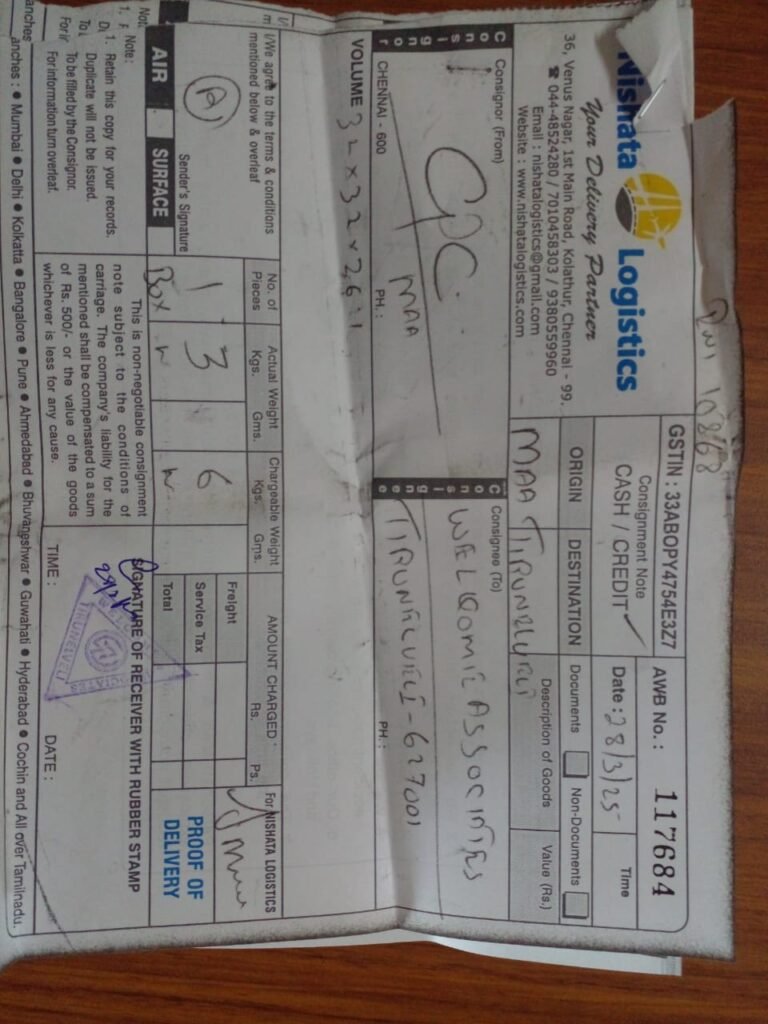 Nishata Logistics
Your Delivery Partner
36, Venus Nagar, 1st Main Road, Kolathur, Chennai - 99.
☎ 044-48524280 / 7010458303 / 9380559960
Email : nishatalogistics@gmail.com
Website : www.nishatalogistics.com
GSTIN : 33ABOPY4754E3Z7
Consignment Note
CASH / CREDIT ✓
AWB No. : 117684
Date : 28/3/25
Time
ORIGIN
DESTINATION
Documents
Non-Documents
MAA
TIRUNELVELI
Description of Goods
Value (Rs.)
Consignor
Consignor (From)
CPC
MAA
CHENNAI - 600
PH.:
Consignee
Consignee (To)
WELCOME ASSOCIATES
TIRUNELVELI - 627001
PH.:
VOLUME 32 x 32 x 26
I/We agree to the terms & conditions
mentioned below & overleaf
Sender's Signature
No. of Pieces
Actual Weight
Kgs. Gms.
Chargeable Weight
Kgs. Gms.
AMOUNT CHARGED
Rs. Ps.
1
Box
3
6
Freight
Service Tax
Total
For NISHATA LOGISTICS
PROOF OF
DELIVERY
AIR
SURFACE
Note:
1. Retain this copy for your records.
Duplicate will not be issued.
To be filled by the Consignor.
For information turn overleaf.
This is non-negotiable consignment
note subject to the conditions of
carriage. The company's liability for the
mentioned shall be compensated to a sum
of Rs. 500/- or the value of the goods
whichever is less for any cause.
SIGNATURE OF RECEIVER WITH RUBBER STAMP
TIRUNELVELI
TIME :
DATE :
anches : ● Mumbai ● Delhi ● Kolkatta ● Bangalore ● Pune ● Ahmedabad ● Bhuvaneshwar ● Guwahati ● Hyderabad ● Cochin and All over Tamilnadu.